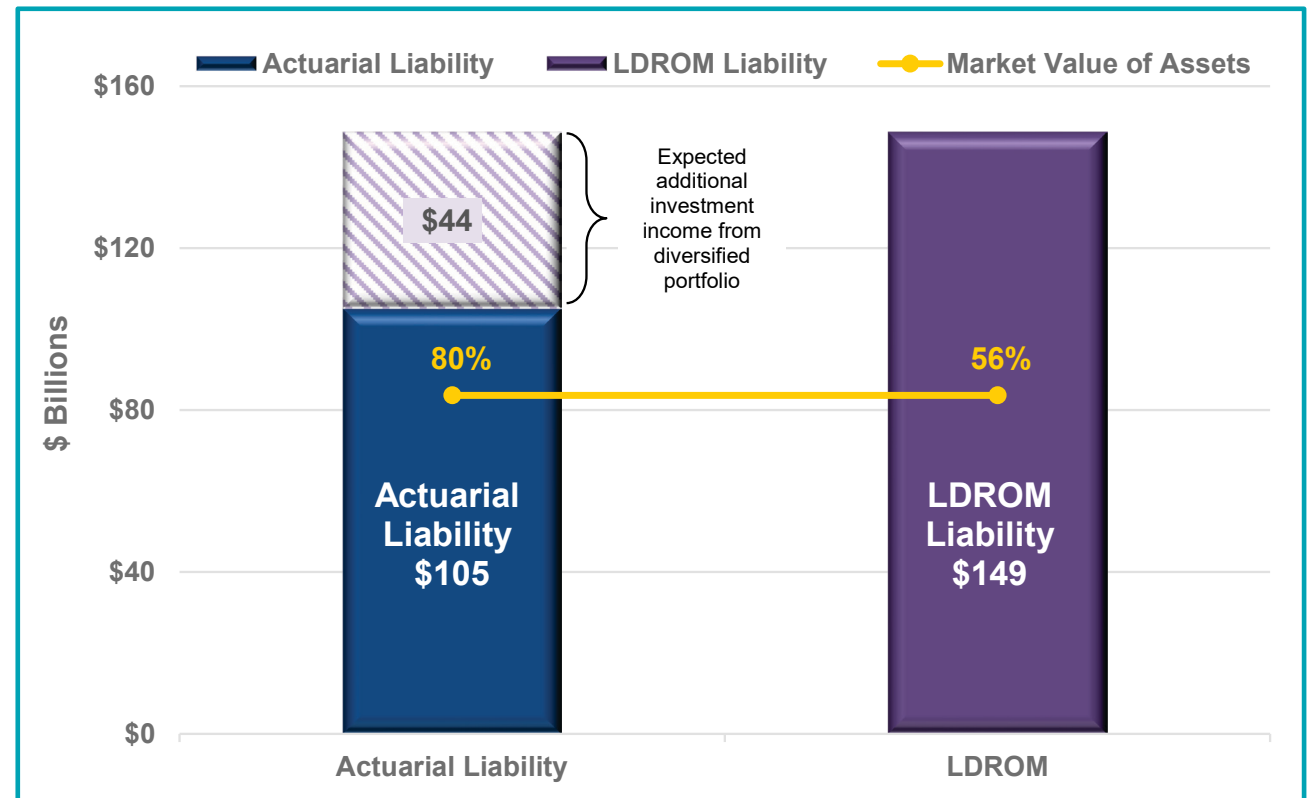 Actuarial Liability LDROM Liability Market Value of Assets
$160
$120
$80
$40
$0
$ Billions
$44
Expected
additional
investment
income from
diversified
portfolio
80%
56%
Actuarial
Liability
$105
LDROM
Liability
$149
Actuarial Liability
LDROM